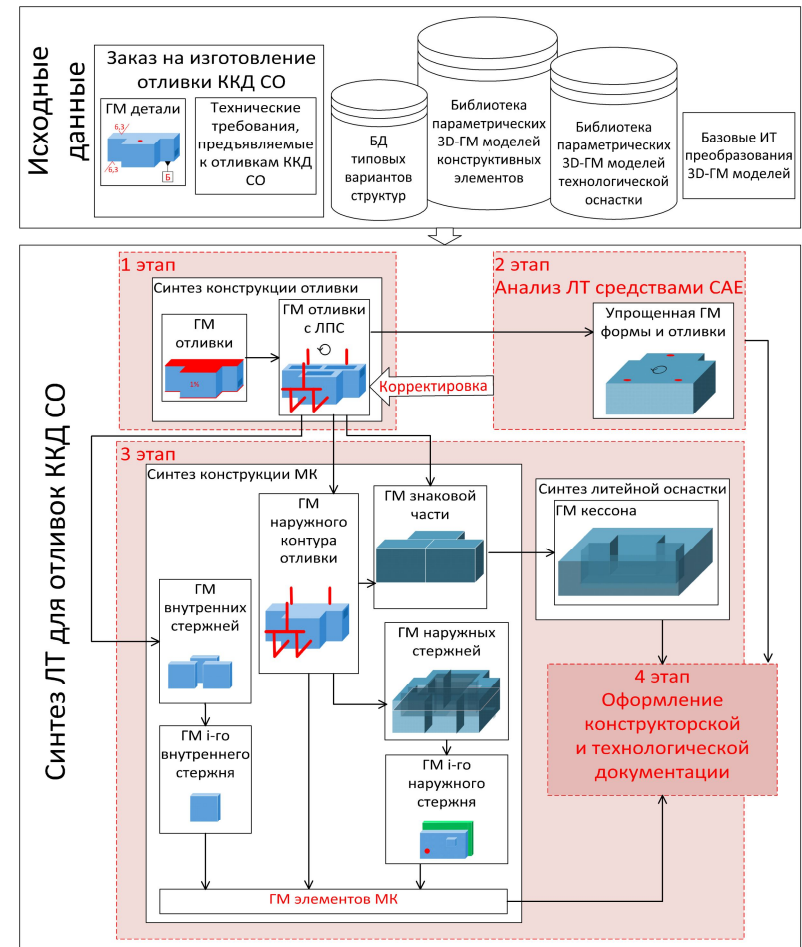 Исходные
данные
Заказ на изготовление
отливки ККД СО
ГМ детали
6,3
6,3
Б
Технические
требования,
предъявляемые
к отливкам ККД
СО
БД
типовых
вариантов
структур
Библиотека
параметрических
3D-ГМ моделей
конструктивных
элементов
Библиотека
параметрических
3D-ГМ моделей
технологической
оснастки
Базовые ИТ
преобразования
3D-ГМ моделей
Синтез ЛТ для отливок ККД СО
1 этап
Синтез конструкции отливки
ГМ
отливки
1%
ГМ отливки
с ЛПС
Корректировка
2 этап
Анализ ЛТ средствами САЕ
Упрощенная ГМ
формы и отливки
3 этап
Синтез конструкции МК
ГМ
наружного
контура
отливки
ГМ знаковой
части
Синтез литейной оснастки
ГМ кессона
ГМ
внутренних
стержней
ГМ наружных
стержней
ГМ i-го
внутреннего
стержня
ГМ i-го
наружного
стержня
ГМ элементов МК
4 этап
Оформление
конструкторской
и технологической
документации